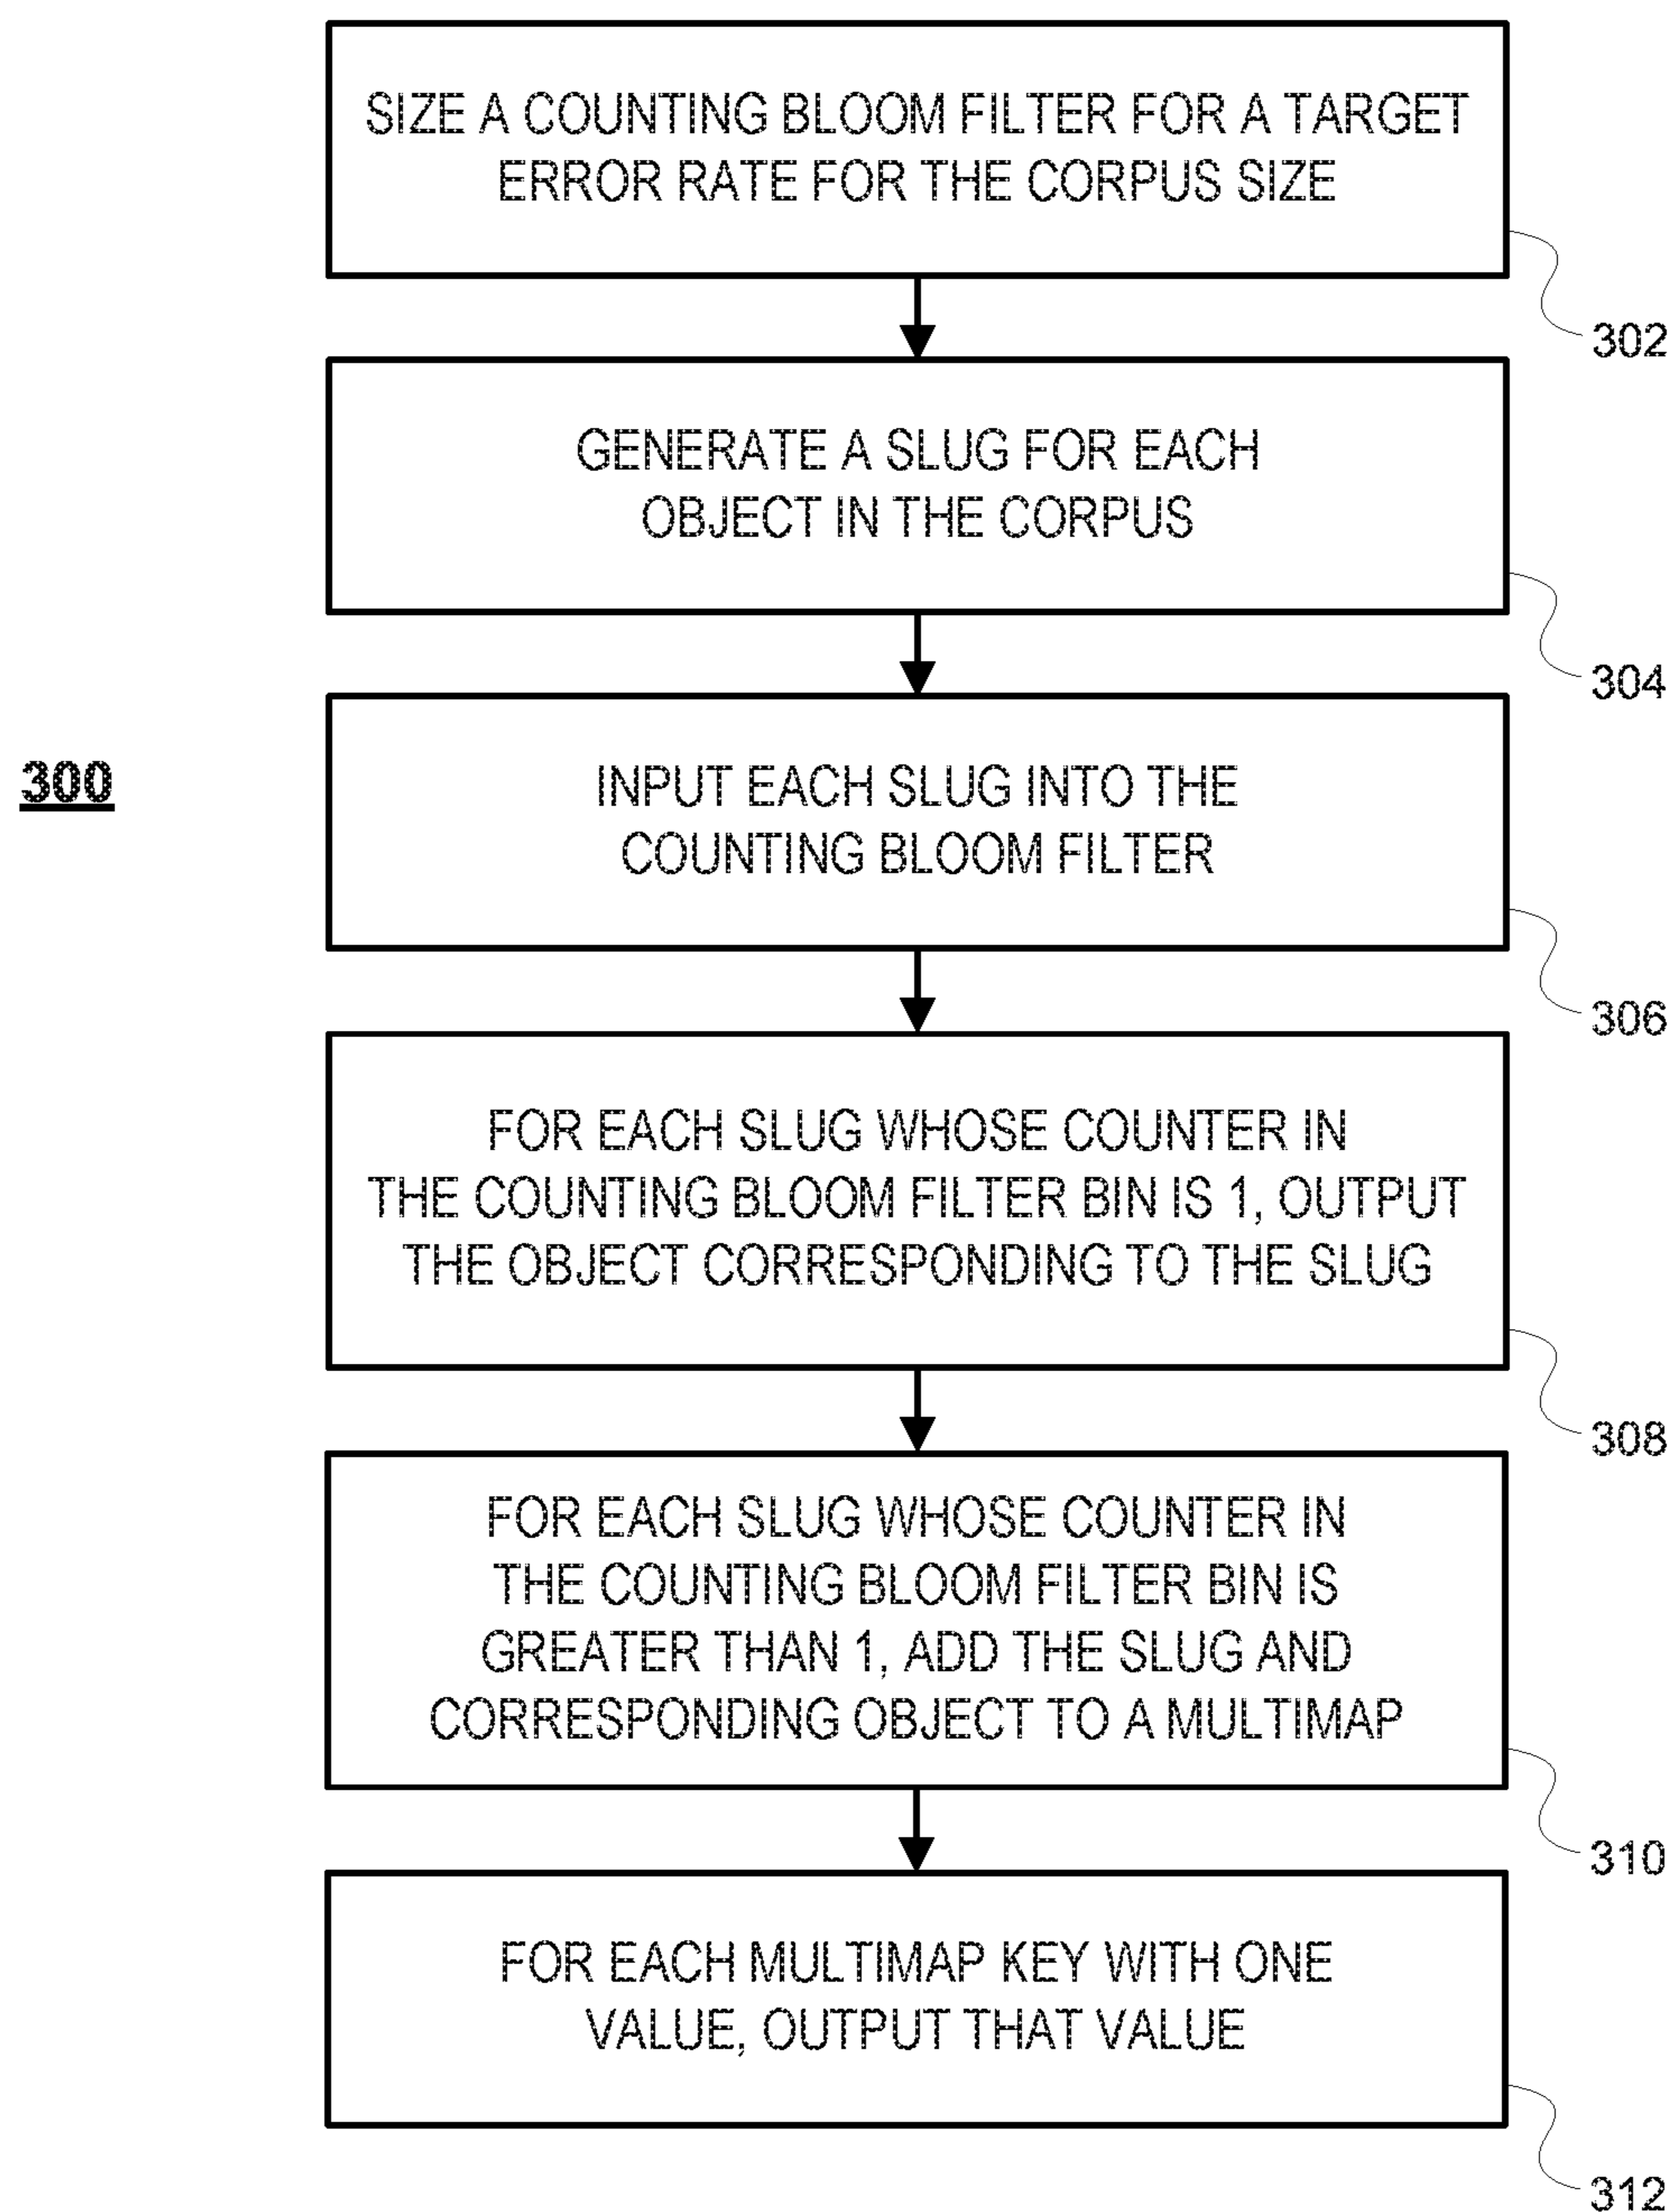 SIZE A COUNTING BLOOM FILTER FOR A TARGET
ERROR RATE FOR THE CORPUS SIZE
302
GENERATE A SLUG FOR EACH
OBJECT IN THE CORPUS
304
300
INPUT EACH SLUG INTO THE
COUNTING BLOOM FILTER
306
FOR EACH SLUG WHOSE COUNTER IN
THE COUNTING BLOOM FILTER BIN IS 1, OUTPUT
THE OBJECT CORRESPONDING TO THE SLUG
308
FOR EACH SLUG WHOSE COUNTER IN
THE COUNTING BLOOM FILTER BIN IS
GREATER THAN 1, ADD THE SLUG AND
CORRESPONDING OBJECT TO A MULTIMAP
310
FOR EACH MULTIMAP KEY WITH ONE
VALUE, OUTPUT THAT VALUE
312